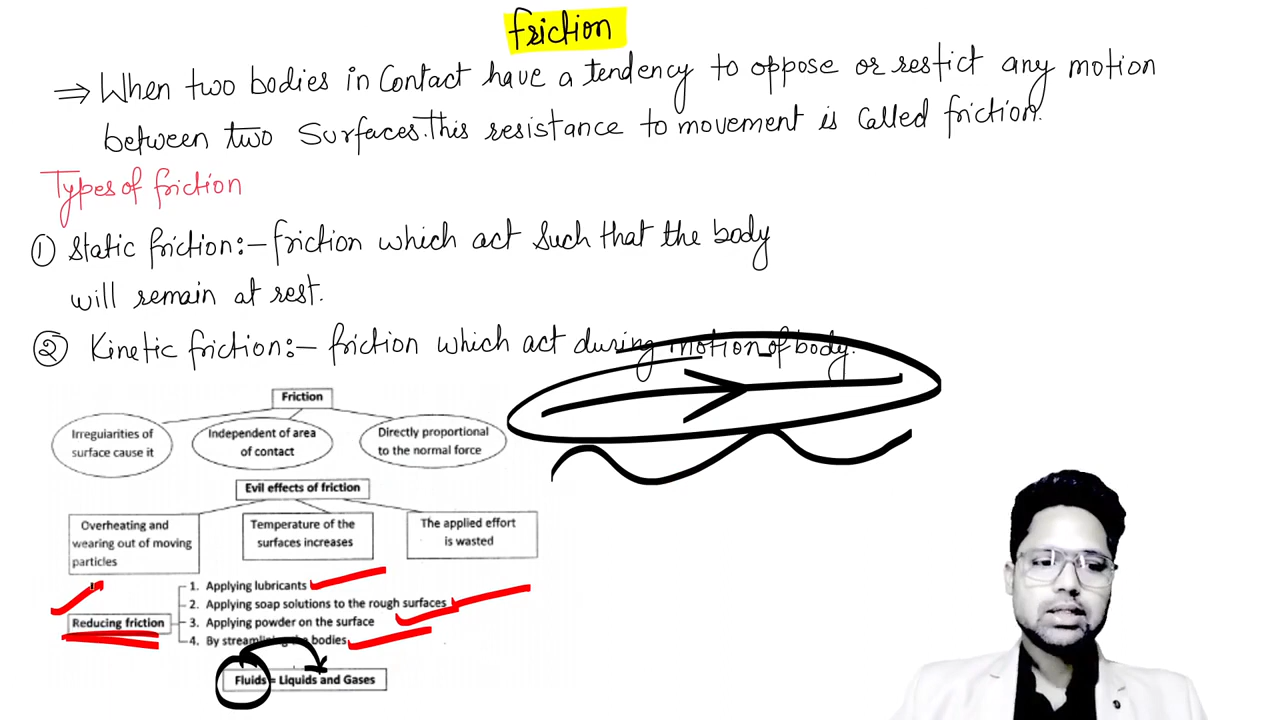 friction
⇒ When two bodies in Contact have a tendency to oppose or restict any motion
between two Surfaces. This resistance to movement is Called friction.
Types of friction
① Static friction:- friction which act Such that the body
will remain at rest.
② Kinetic friction:- friction which act during motion of body.
Friction
Irregularities of
surface cause it
Independent of area
of contact
Directly proportional
to the normal force
Evil effects of friction
Overheating and
wearing out of moving
particles
Temperature of the
surfaces increases
The applied effort
is wasted
Reducing friction
1. Applying lubricants
2. Applying soap solutions to the rough surfaces
3. Applying powder on the surface
4. By streamlining the bodies
Fluids = Liquids and Gases